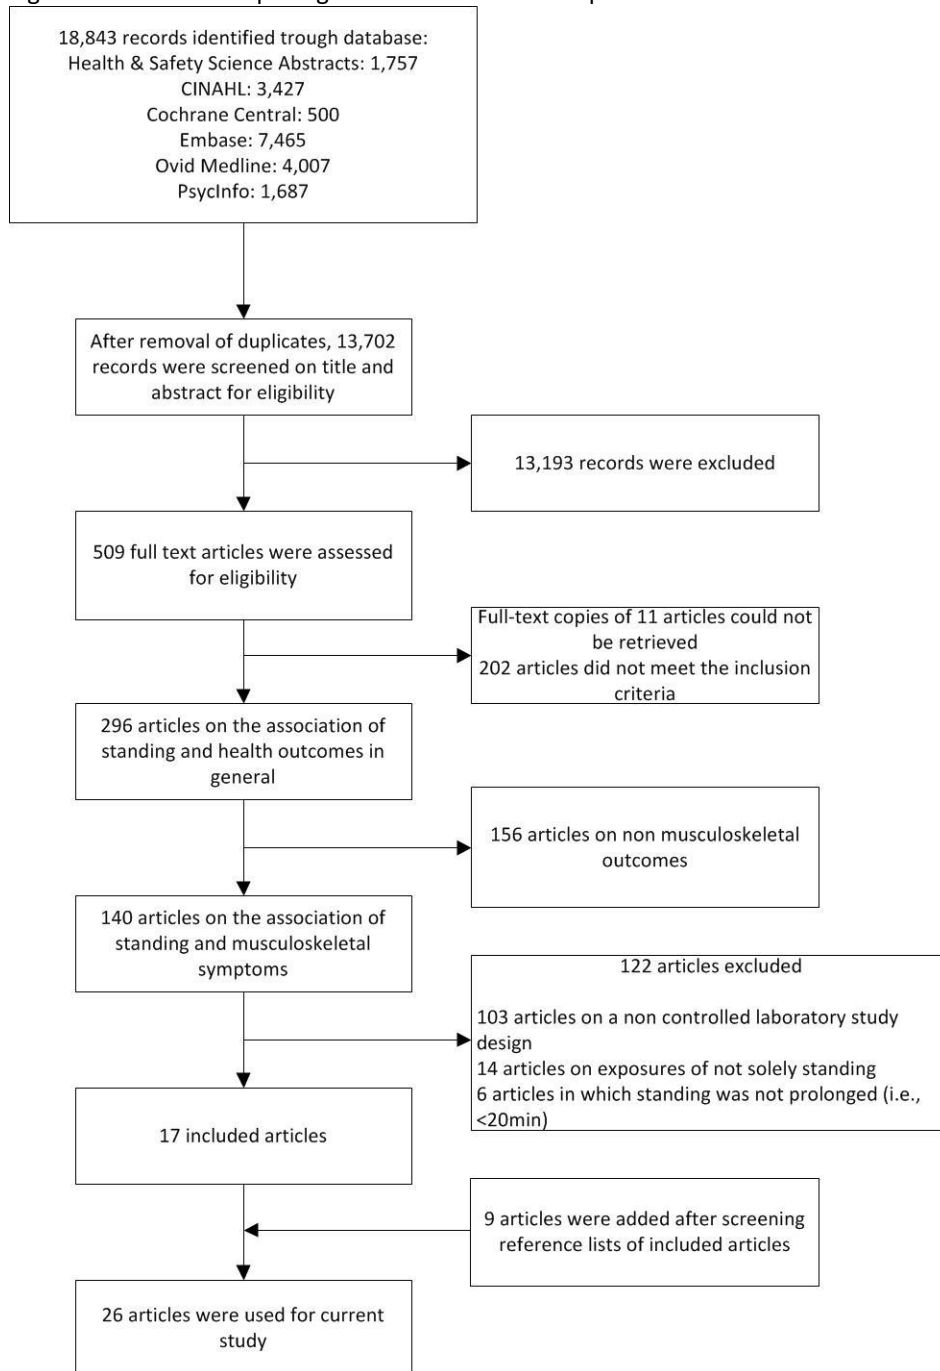 18,843 records identified trough database:
Health & Safety Science Abstracts: 1,757
CINAHL: 3,427
Cochrane Central: 500
Embase: 7,465
Ovid Medline: 4,007
PsycInfo: 1,687
After removal of duplicates, 13,702
records were screened on title and
abstract for eligibility
13,193 records were excluded
509 full text articles were assessed
for eligibility
Full-text copies of 11 articles could not
be retrieved
202 articles did not meet the inclusion
criteria
296 articles on the association of
standing and health outcomes in
general
156 articles on non musculoskeletal
outcomes
140 articles on the association of
standing and musculoskeletal
symptoms
122 articles excluded
103 articles on a non controlled laboratory study
design
14 articles on exposures of not solely standing
6 articles in which standing was not prolonged (i.e.,
<20min)
17 included articles
9 articles were added after screening
reference lists of included articles
26 articles were used for current
study